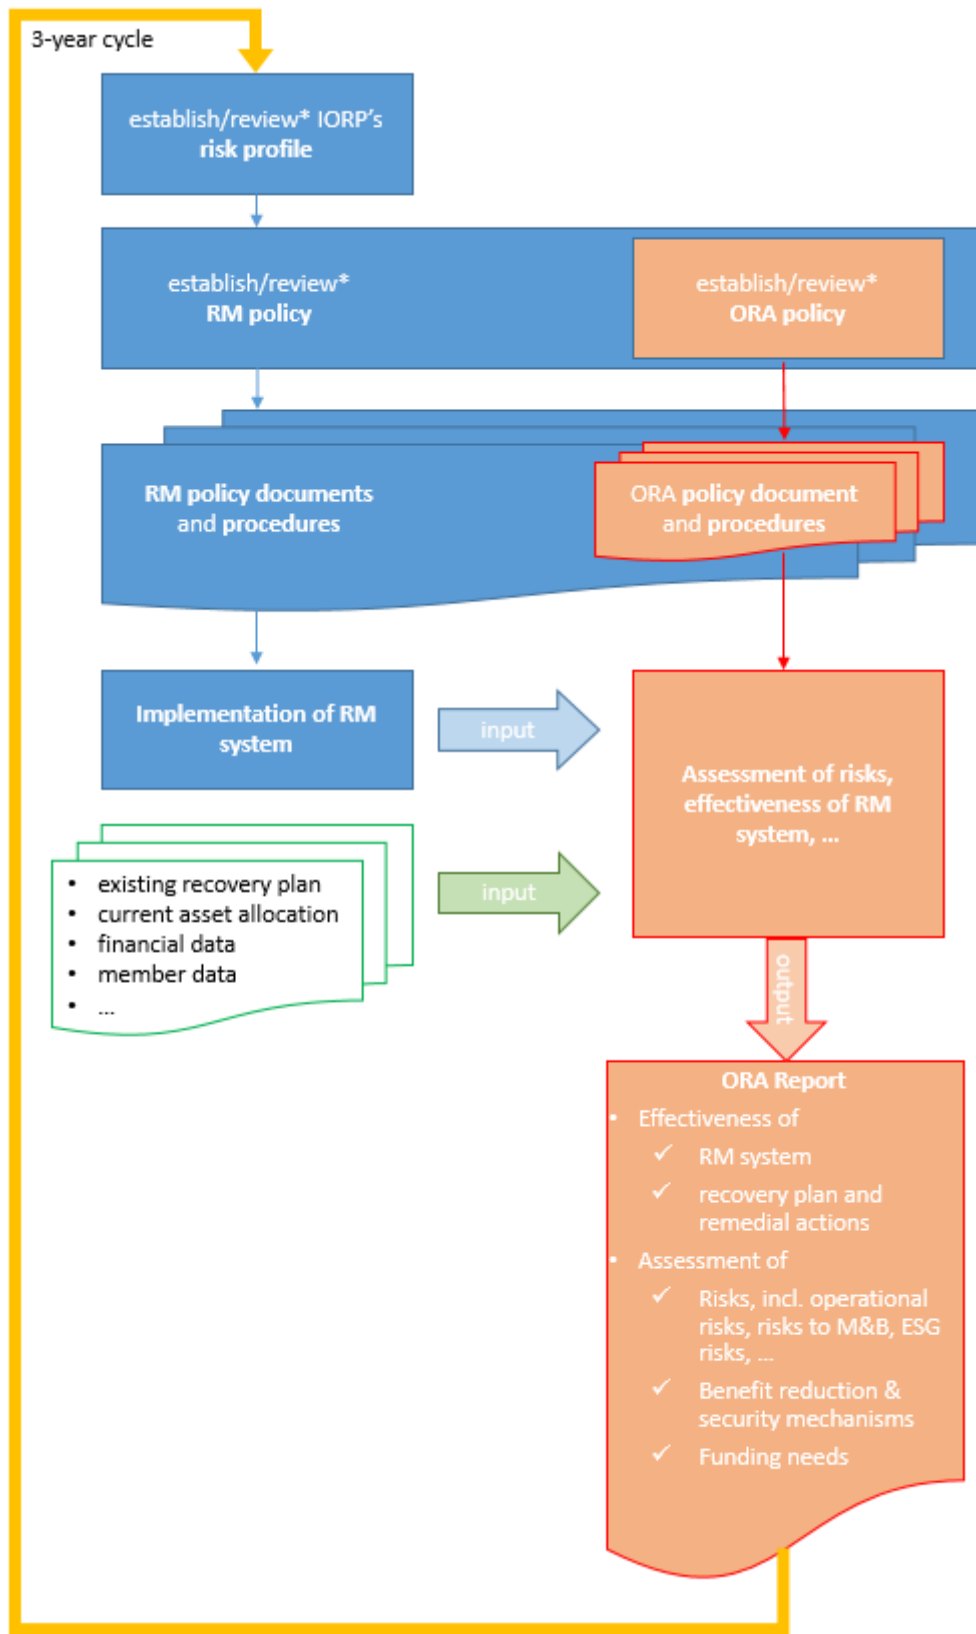 3-year cycle
establish/review* IORP's
risk profile
establish/review*
RM policy
establish/review*
ORA policy
RM policy documents
and procedures
ORA policy document
and procedures
Implementation of RM
system
input
Assessment of risks,
effectiveness of RM
system, ...
• existing recovery plan
• current asset allocation
• financial data
• member data
• ...
input
output
ORA Report
• Effectiveness of
✓ RM system
✓ recovery plan and
remedial actions
• Assessment of
✓ Risks, incl. operational
risks, risks to M&B, ESG
risks, ...
✓ Benefit reduction &
security mechanisms
✓ Funding needs